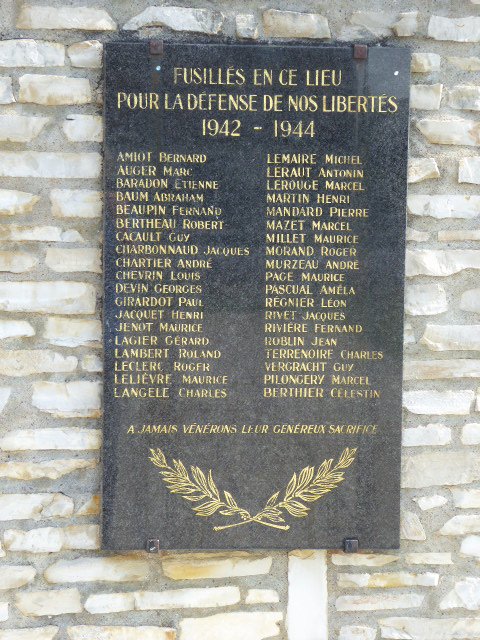 FUSILLÉS EN CE LIEU
POUR LA DÉFENSE DE NOS LIBERTÉS
1942 - 1944
AMIOT BERNARD
AUGER MARC
BARADON ETIENNE
BAUM ABRAHAM
BEAUPIN FERNAND
BERTHEAU ROBERT
CACAULT GUY
CHARBONNAUD JACQUES
CHARTIER ANDRÉ
CHEVRIN LOUIS
DEVIN GEORGES
GIRARDOT PAUL
JACQUET HENRI
JENOT MAURICE
LAGIER GÉRARD
LAMBERT ROLAND
LECLERC ROGER
LELIÈVRE MAURICE
LANGELÉ CHARLES
LEMAIRE MICHEL
LERAUT ANTONIN
LEROUGE MARCEL
MARTIN HENRI
MANDARD PIERRE
MAZET MARCEL
MILLET MAURICE
MORAND ROGER
MURZEAU ANDRÉ
PAGE MAURICE
PASCUAL AMÉLA
RÉGNIER LÉON
RIVET JACQUES
RIVIÉRE FERNAND
ROBLIN JEAN
TERRENOIRE CHARLES
VERGRACHT GUY
PILONGERY MARCEL
BERTHIER CÉLESTIN
A JAMAIS VÉNÉRONS LEUR GÉNÉREUX SACRIFICE